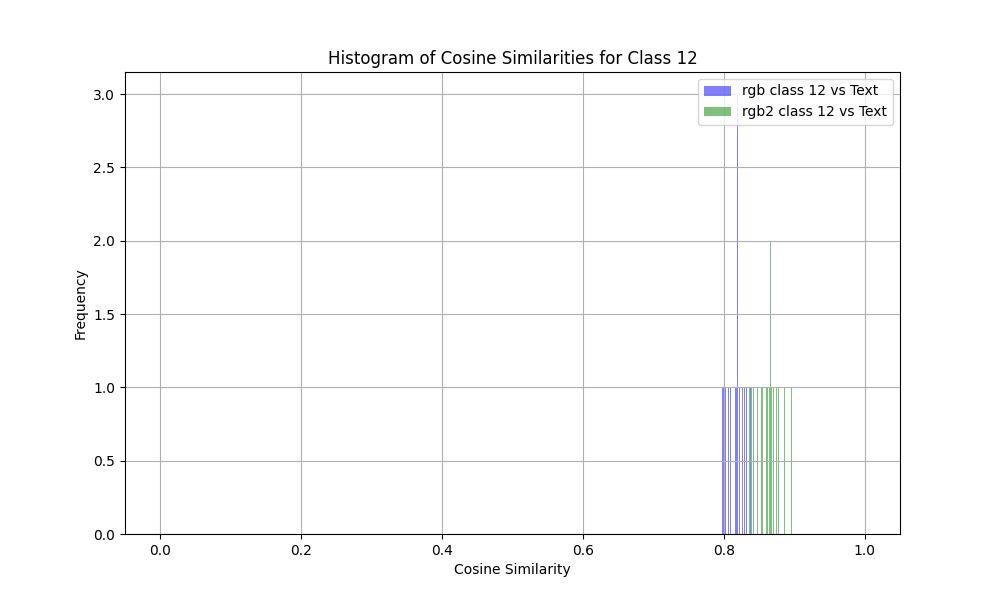 Histogram of Cosine Similarities for Class 12
rgb class 12 vs Text
rgb2 class 12 vs Text
Frequency
3.0
2.5
2.0
1.5
1.0
0.5
0.0
0.0 0.2 0.4 0.6 0.8 1.0
Cosine Similarity